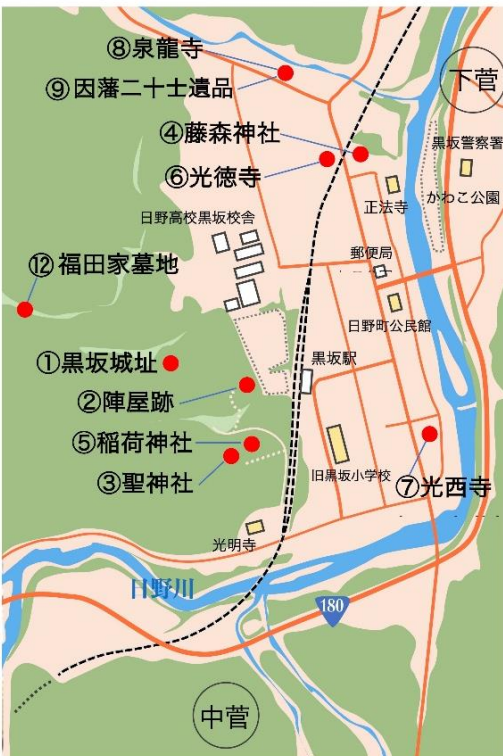 ⑧泉龍寺
⑨因藩二十士遺品
下菅
④藤森神社
黒坂警察署
⑥光徳寺
かわこ公園
正法寺
日野高校黒坂校舎
郵便局
⑫福田家墓地
日野町公民館
①黒坂城址
黒坂駅
②陣屋跡
⑤稲荷神社
③聖神社
旧黒坂小学校
⑦光西寺
光明寺
日野川
180
中菅